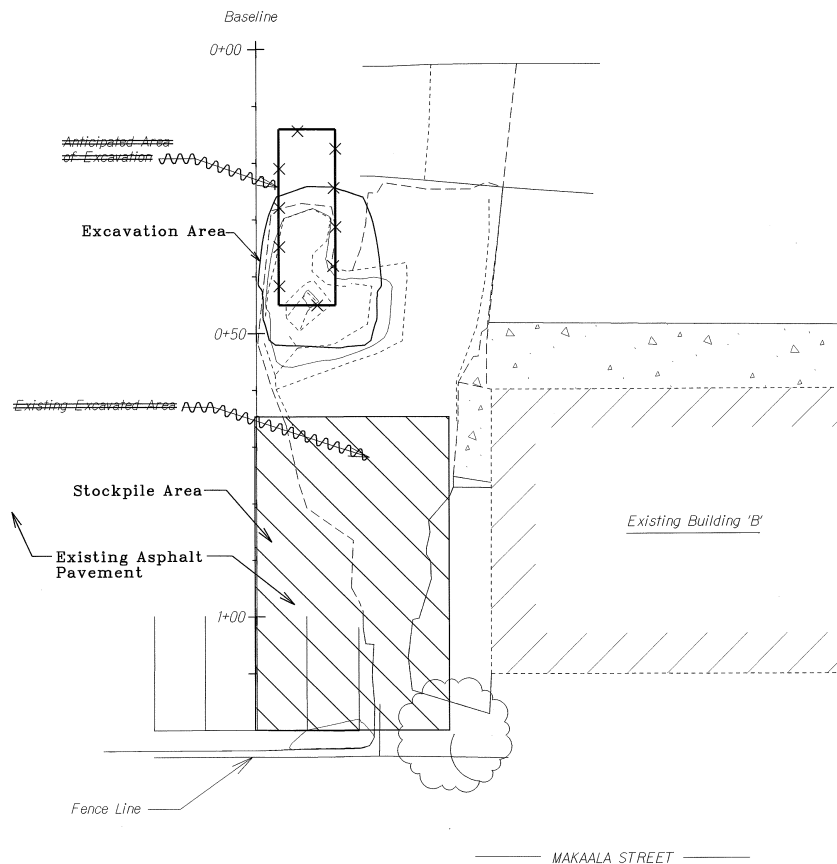 Baseline
0+00
Anticipated Area
of Excavation
Excavation Area
0+50
Existing Excavated Area
Stockpile Area
Existing Building 'B'
Existing Asphalt
Pavement
1+00
Fence Line
MAKAALA STREET